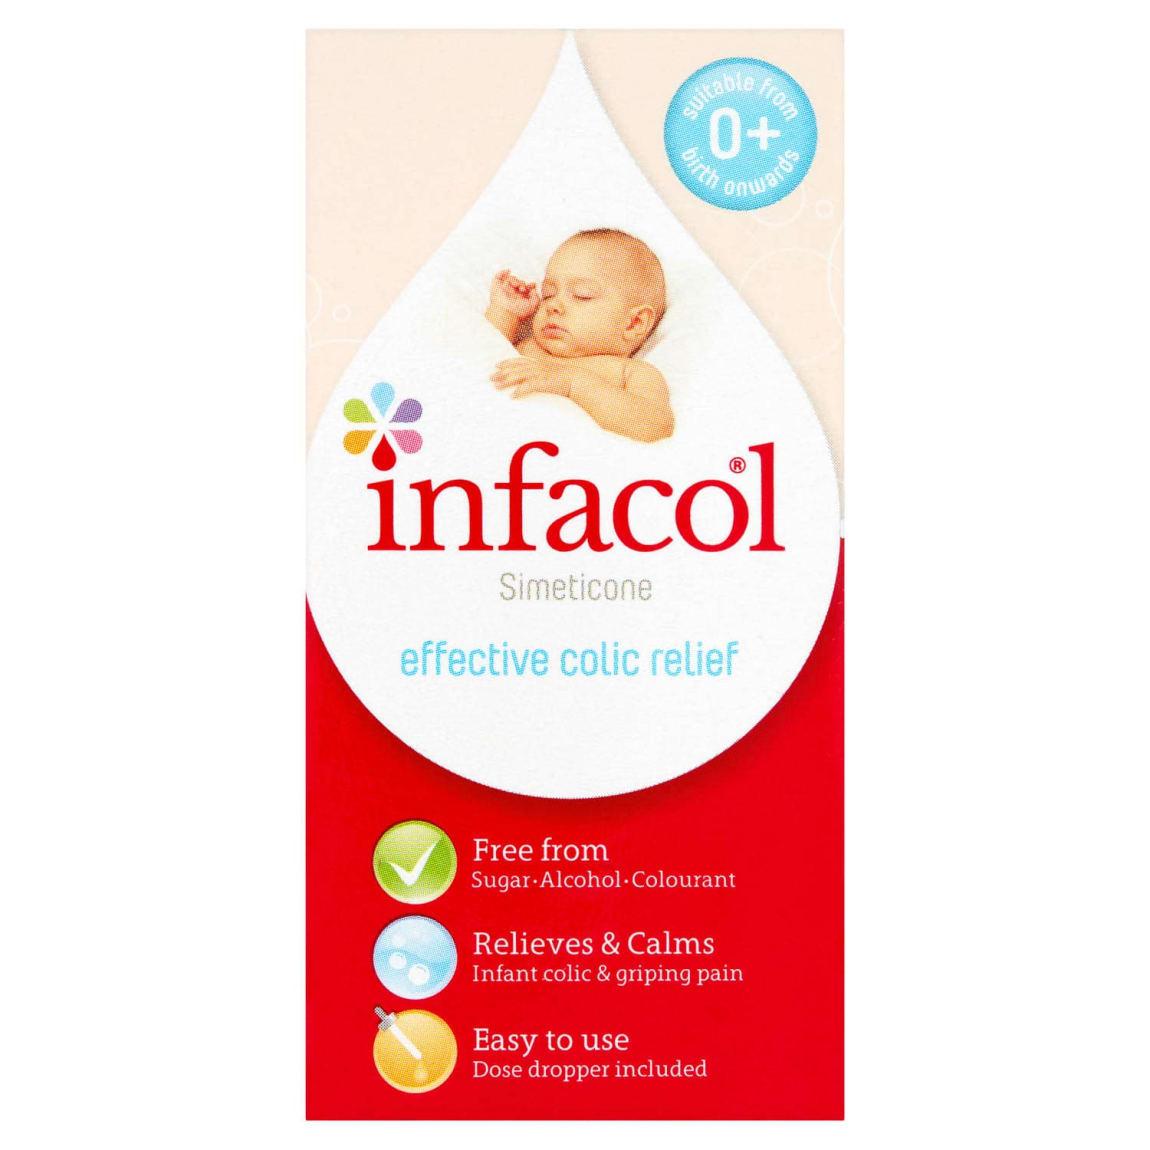 suitable from
0+
birth onwards
infacol®
Simeticone
effective colic relief
Free from
Sugar·Alcohol·Colourant
Relieves & Calms
Infant colic & griping pain
Easy to use
Dose dropper included